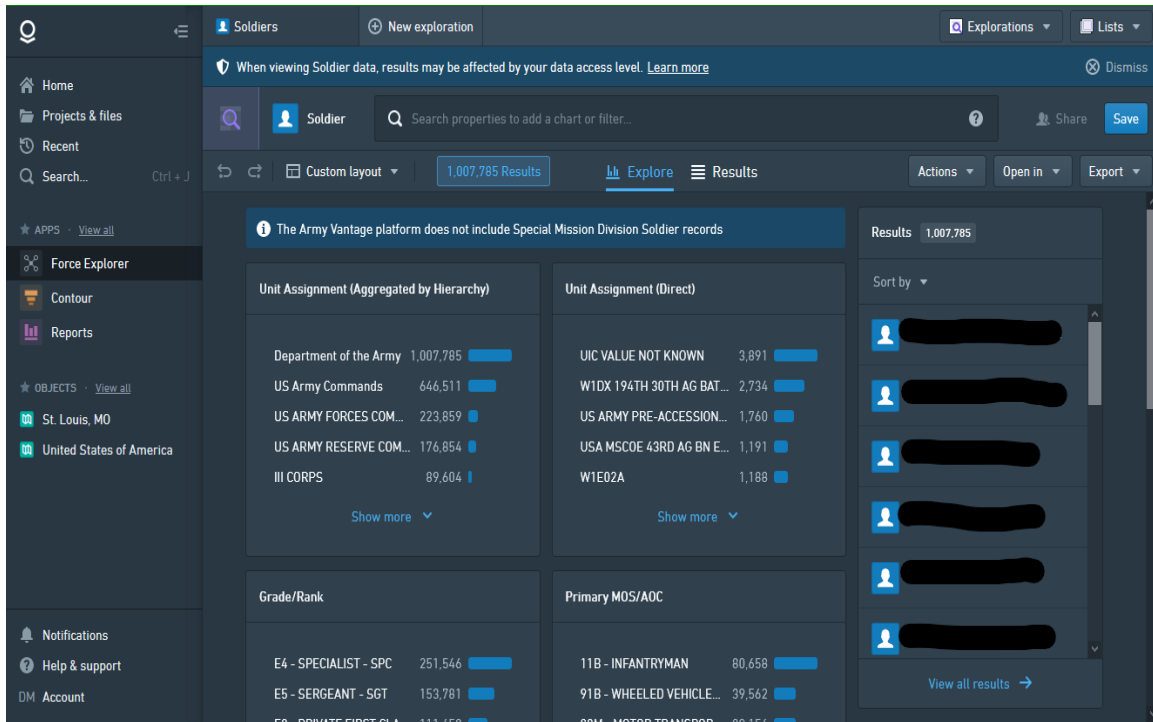 Soldiers
New exploration
Explorations
Lists
When viewing Soldier data, results may be affected by your data access level. Learn more
Dismiss
Home
Projects & files
Recent
Search... Ctrl + J
APPS · View all
Force Explorer
Contour
Reports
OBJECTS · View all
St. Louis, MO
United States of America
Notifications
Help & support
DM Account
Soldier
Search properties to add a chart or filter...
Share
Save
Custom layout
1,007,785 Results
Explore
Results
Actions
Open in
Export
The Army Vantage platform does not include Special Mission Division Soldier records
Unit Assignment (Aggregated by Hierarchy)
Department of the Army 1,007,785
US Army Commands 646,511
US ARMY FORCES COM... 223,859
US ARMY RESERVE COM... 176,854
III CORPS 89,604
Show more
Unit Assignment (Direct)
UIC VALUE NOT KNOWN 3,891
W1DX 194TH 30TH AG BAT... 2,734
US ARMY PRE-ACCESSION... 1,760
USA MSCOE 43RD AG BN E... 1,191
W1E02A 1,188
Show more
Grade/Rank
E4 - SPECIALIST - SPC 251,546
E5 - SERGEANT - SGT 153,781
Primary MOS/AOC
11B - INFANTRYMAN 80,658
91B - WHEELED VEHICLE... 39,562
Results 1,007,785
Sort by
View all results